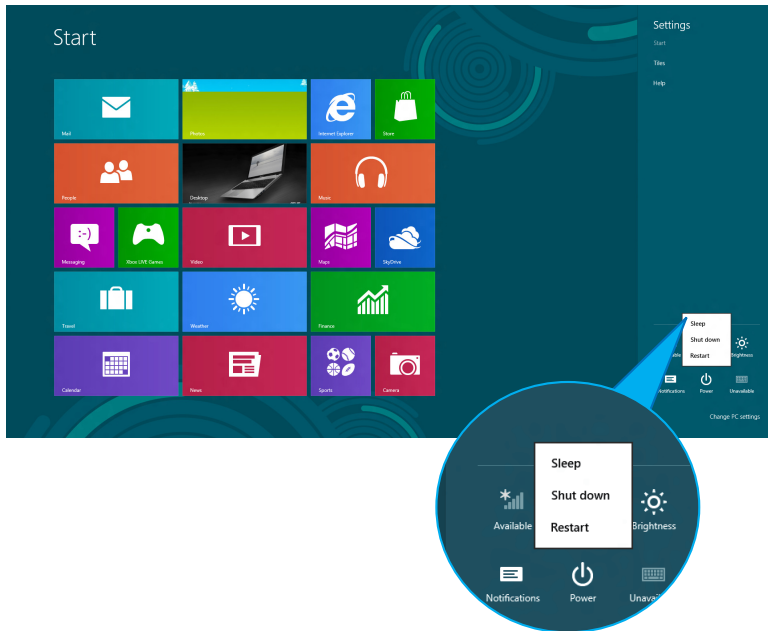 Start
Mail
Photos
Internet Explorer
Store
People
Desktop
Music
Messaging
Xbox LIVE Games
Video
Maps
SkyDrive
Travel
Weather
Finance
Calendar
News
Sports
Camera
Settings
Start
Tiles
Help
Sleep
Shut down
Restart
Brightness
Notifications
Power
Unavailable
Change PC settings
Sleep
Shut down
Restart
Available
Brightness
Notifications
Power